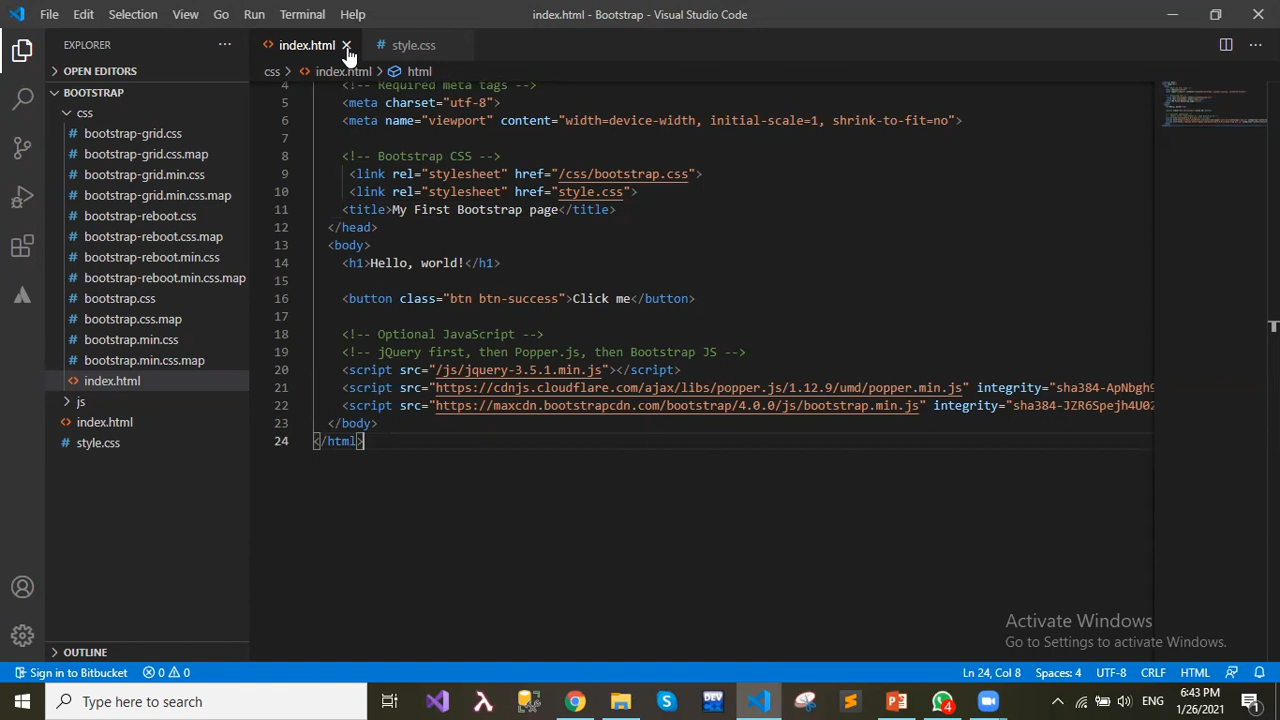 File Edit Selection View Go Run Terminal Help
index.html - Bootstrap - Visual Studio Code
EXPLORER
OPEN EDITORS
BOOTSTRAP
css
# bootstrap-grid.css
# bootstrap-grid.css.map
# bootstrap-grid.min.css
# bootstrap-grid.min.css.map
# bootstrap-reboot.css
# bootstrap-reboot.css.map
# bootstrap-reboot.min.css
# bootstrap-reboot.min.css.map
# bootstrap.css
# bootstrap.css.map
# bootstrap.min.css
# bootstrap.min.css.map
<> index.html
js
<> index.html
# style.css
OUTLINE
<> index.html # style.css
css > <> index.html > html
4 <!-- Required meta tags -->
5 <meta charset="utf-8">
6 <meta name="viewport" content="width=device-width, initial-scale=1, shrink-to-fit=no">
7
8 <!-- Bootstrap CSS -->
9 <link rel="stylesheet" href="/css/bootstrap.css">
10 <link rel="stylesheet" href="style.css">
11 <title>My First Bootstrap page</title>
12 </head>
13 <body>
14 <h1>Hello, world!</h1>
15
16 <button class="btn btn-success">Click me</button>
17
18 <!-- Optional JavaScript -->
19 <!-- jQuery first, then Popper.js, then Bootstrap JS -->
20 <script src="/js/jquery-3.5.1.min.js"></script>
21 <script src="https://cdnjs.cloudflare.com/ajax/libs/popper.js/1.12.9/umd/popper.min.js" integrity="sha384-ApNbgh9
22 <script src="https://maxcdn.bootstrapcdn.com/bootstrap/4.0.0/js/bootstrap.min.js" integrity="sha384-JZR6Spejh4U02
23 </body>
24 </html>
Activate Windows
Go to Settings to activate Windows.
Sign in to Bitbucket 0 0 Ln 24, Col 8 Spaces: 4 UTF-8 CRLF HTML
Type here to search
DEV
4
ENG
6:43 PM
1/26/2021
1